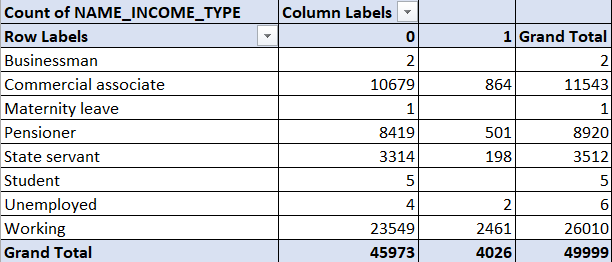 Count of NAME_INCOME_TYPE Column Labels
Row Labels 0 1 Grand Total
Businessman 2 2
Commercial associate 10679 864 11543
Maternity leave 1 1
Pensioner 8419 501 8920
State servant 3314 198 3512
Student 5 5
Unemployed 4 2 6
Working 23549 2461 26010
Grand Total 45973 4026 49999